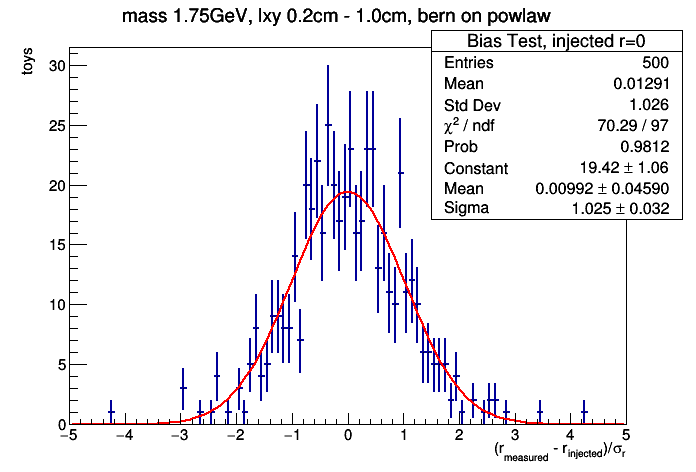 mass 1.75GeV, lxy 0.2cm - 1.0cm, bern on powlaw
Bias Test, injected r=0
Entries 500
Mean 0.01291
Std Dev 1.026
χ² / ndf 70.29 / 97
Prob 0.9812
Constant 19.42 ± 1.06
Mean 0.00992 ± 0.04590
Sigma 1.025 ± 0.032
toys
30
25
20
15
10
5
0
−5 −4 −3 −2 −1 0 1 2 3 4 5
(r_measured - r_injected)/σ_r